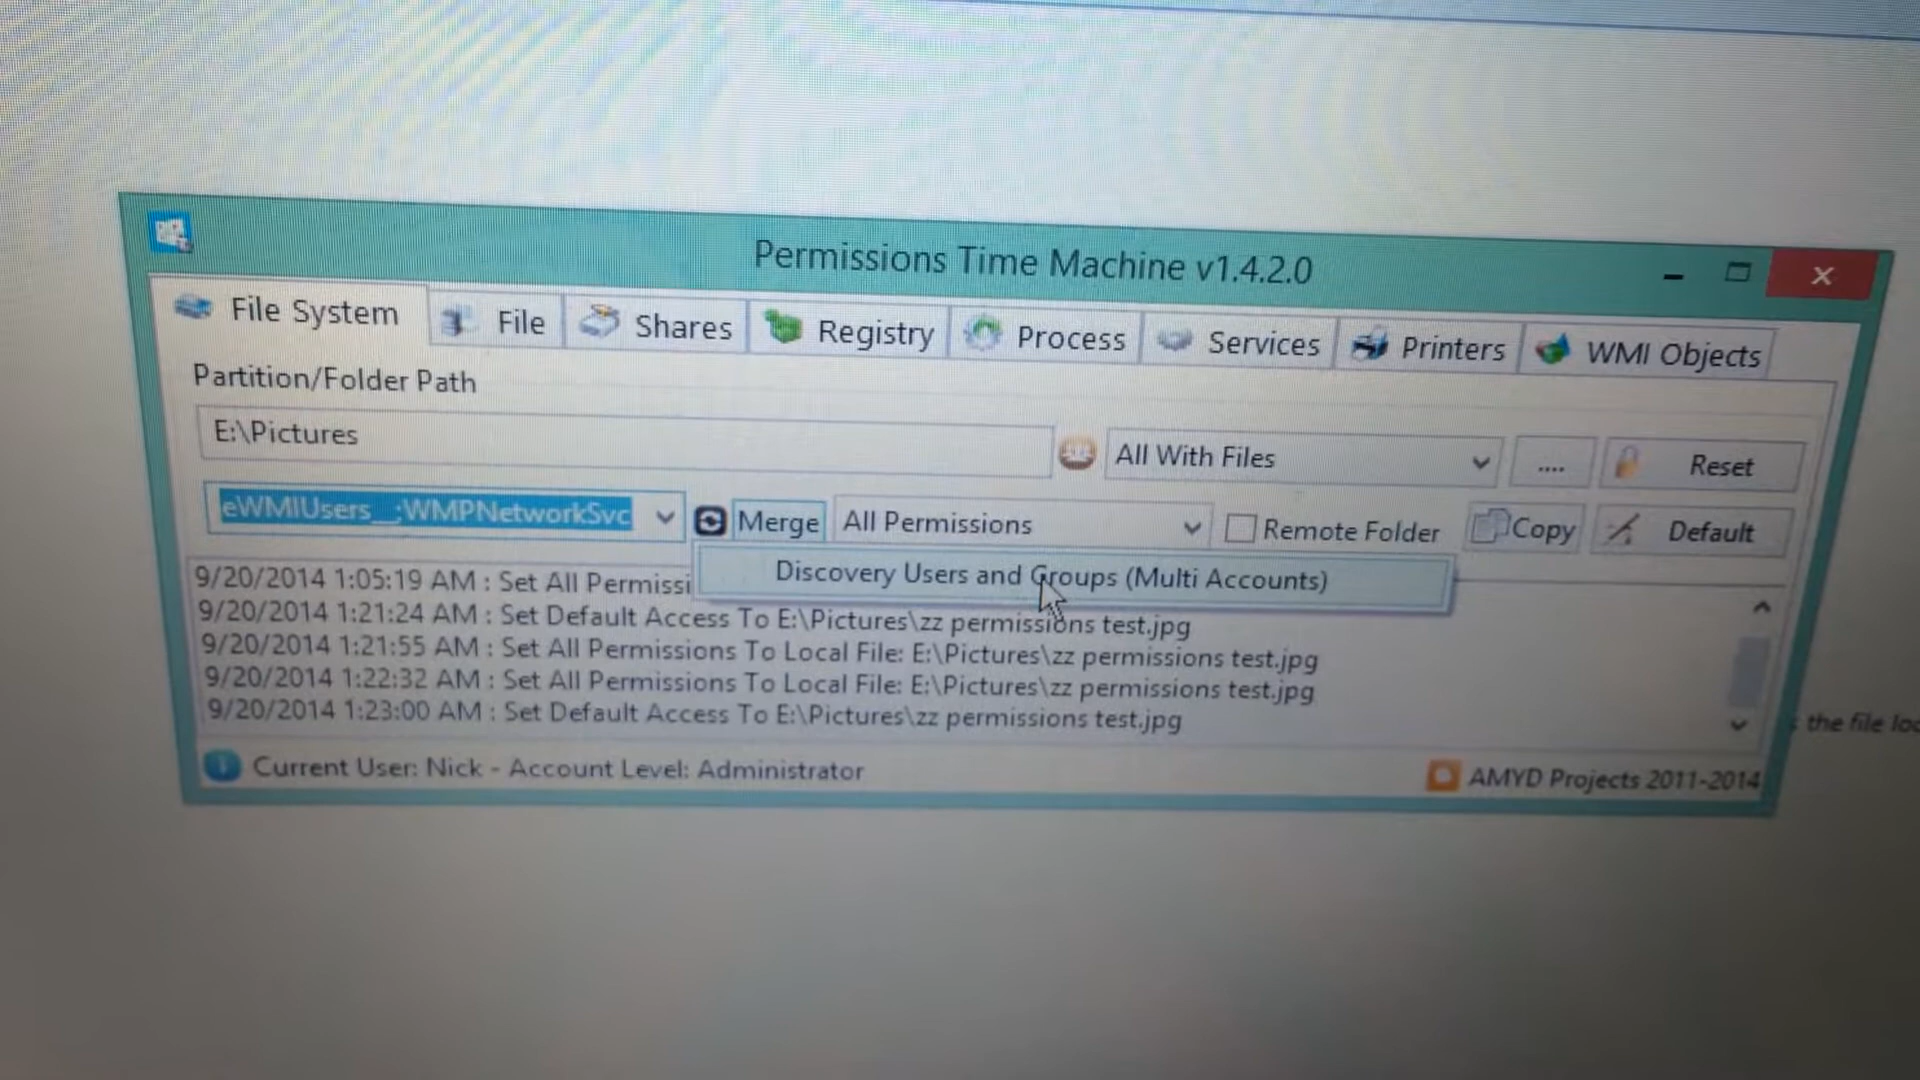 Permissions Time Machine v1.4.2.0
File System File Shares Registry Process Services Printers WMI Objects
Partition/Folder Path
E:\Pictures All With Files .... Reset
eWMIUsers__;WMPNetworkSvc Merge All Permissions Remote Folder Copy Default
Discovery Users and Groups (Multi Accounts)
9/20/2014 1:05:19 AM : Set All Permissi
9/20/2014 1:21:24 AM : Set Default Access To E:\Pictures\zz permissions test.jpg
9/20/2014 1:21:55 AM : Set All Permissions To Local File: E:\Pictures\zz permissions test.jpg
9/20/2014 1:22:32 AM : Set All Permissions To Local File: E:\Pictures\zz permissions test.jpg
9/20/2014 1:23:00 AM : Set Default Access To E:\Pictures\zz permissions test.jpg
the file loc
Current User: Nick - Account Level: Administrator
AMYD Projects 2011-2014